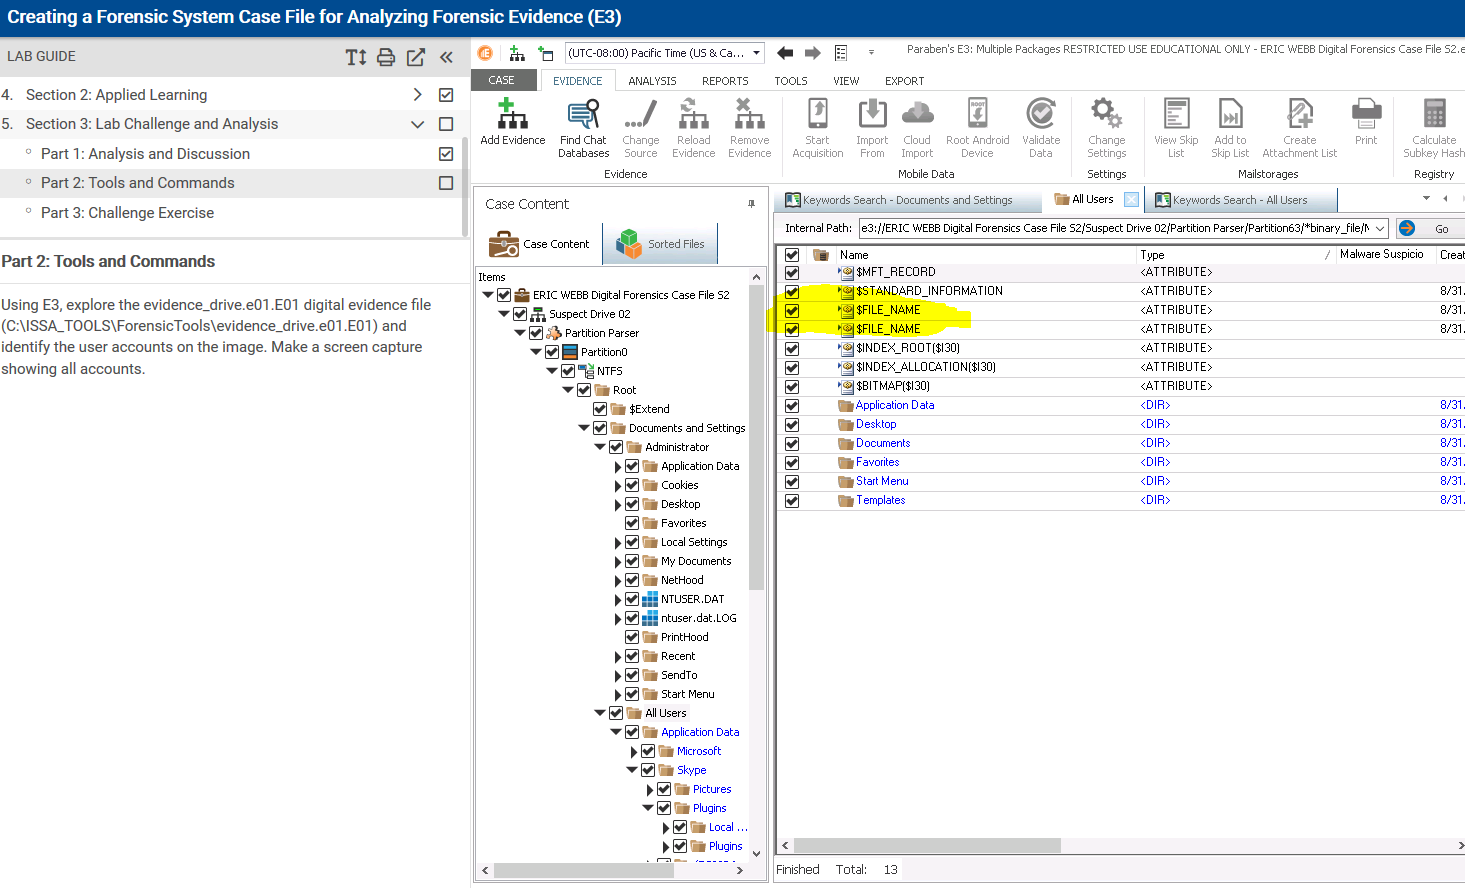 Creating a Forensic System Case File for Analyzing Forensic Evidence (E3)
LAB GUIDE
4. Section 2: Applied Learning
5. Section 3: Lab Challenge and Analysis
Part 1: Analysis and Discussion
Part 2: Tools and Commands
Part 3: Challenge Exercise
Part 2: Tools and Commands
Using E3, explore the evidence_drive.e01.E01 digital evidence file
(C:\ISSA_TOOLS\ForensicTools\evidence_drive.e01.E01) and
identify the user accounts on the image. Make a screen capture
showing all accounts.
(UTC-08:00) Pacific Time (US & Ca...
Paraben's E3: Multiple Packages RESTRICTED USE EDUCATIONAL ONLY - ERIC WEBB Digital Forensics Case File S2.e
CASE EVIDENCE ANALYSIS REPORTS TOOLS VIEW EXPORT
Add Evidence
Find Chat Databases
Change Source
Reload Evidence
Remove Evidence
Start Acquisition
Import From
Cloud Import
Root Android Device
Validate Data
Change Settings
View Skip List
Add to Skip List
Create Attachment List
Print
Calculate Subkey Hash
Evidence
Mobile Data
Settings
Mailstorages
Registry
Case Content
Case Content
Sorted Files
Items
ERIC WEBB Digital Forensics Case File S2
Suspect Drive 02
Partition Parser
Partition0
NTFS
Root
$Extend
Documents and Settings
Administrator
Application Data
Cookies
Desktop
Favorites
Local Settings
My Documents
NetHood
NTUSER.DAT
ntuser.dat.LOG
PrintHood
Recent
SendTo
Start Menu
All Users
Application Data
Microsoft
Skype
Pictures
Plugins
Local ...
Plugins
Keywords Search - Documents and Settings
All Users
Keywords Search - All Users
Internal Path: e3://ERIC WEBB Digital Forensics Case File S2/Suspect Drive 02/Partition Parser/Partition63/*binary_file/N
Go
Name Type Malware Suspicio Creat
$MFT_RECORD <ATTRIBUTE>
$STANDARD_INFORMATION <ATTRIBUTE> 8/31.
$FILE_NAME <ATTRIBUTE> 8/31.
$FILE_NAME <ATTRIBUTE> 8/31.
$INDEX_ROOT($I30) <ATTRIBUTE>
$INDEX_ALLOCATION($I30) <ATTRIBUTE>
$BITMAP($I30) <ATTRIBUTE>
Application Data <DIR> 8/31.
Desktop <DIR> 8/31.
Documents <DIR> 8/31.
Favorites <DIR> 8/31.
Start Menu <DIR> 8/31.
Templates <DIR> 8/31.
Finished Total: 13